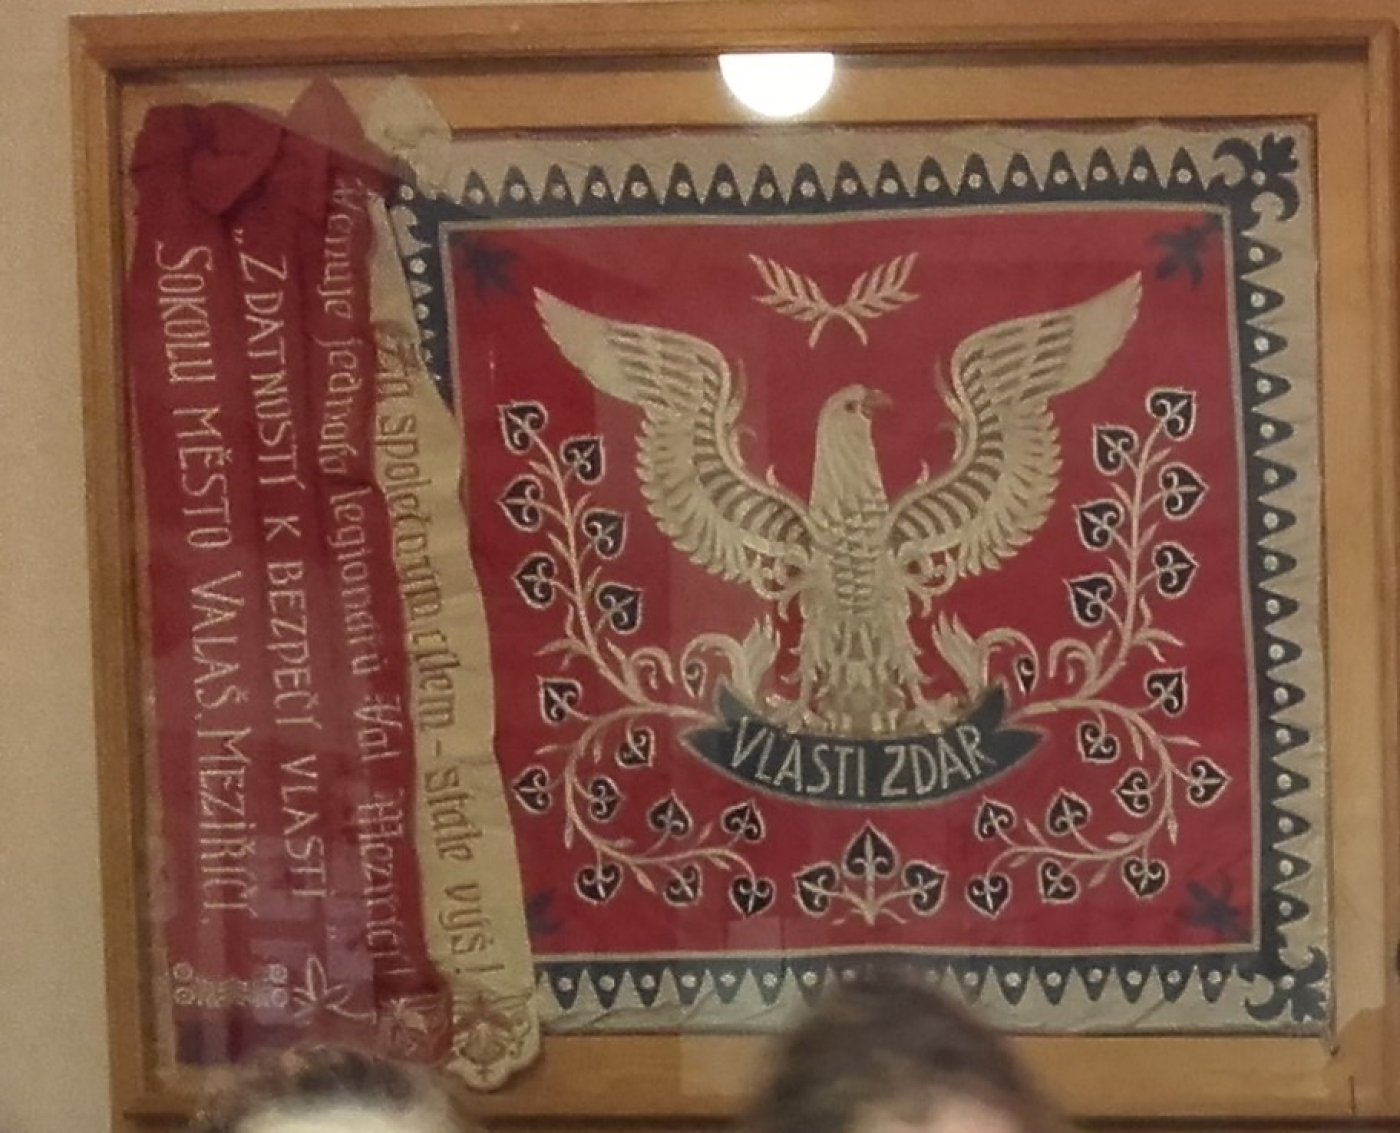 SOKOLU MĚSTO VALAŠ. MEZIŘÍČÍ.
„ZDATNOSTÍ K BEZPEČÍ VLASTI“
Věnuje jednota legionářů Val. Meziříčí
Za společným cílem - stále výš!
VLASTI ZDAR